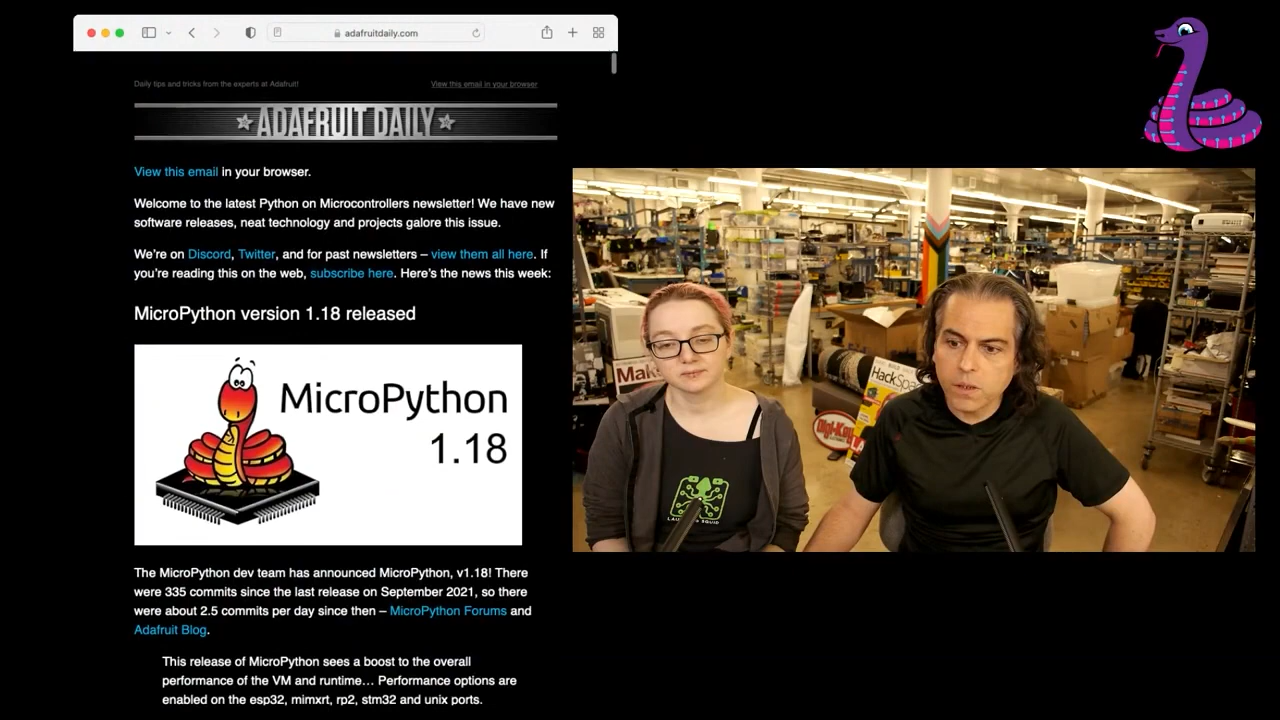 adafruitdaily.com
Daily tips and tricks from the experts at Adafruit!
View this email in your browser
ADAFRUIT DAILY
View this email in your browser.
Welcome to the latest Python on Microcontrollers newsletter! We have new
software releases, neat technology and projects galore this issue.
We're on Discord, Twitter, and for past newsletters – view them all here. If
you're reading this on the web, subscribe here. Here's the news this week:
MicroPython version 1.18 released
MicroPython
1.18
The MicroPython dev team has announced MicroPython, v1.18! There
were 335 commits since the last release on September 2021, so there
were about 2.5 commits per day since then – MicroPython Forums and
Adafruit Blog.
This release of MicroPython sees a boost to the overall
performance of the VM and runtime… Performance options are
enabled on the esp32, mimxrt, rp2, stm32 and unix ports.
Make
HackSpac
Digi-Key
SQUID